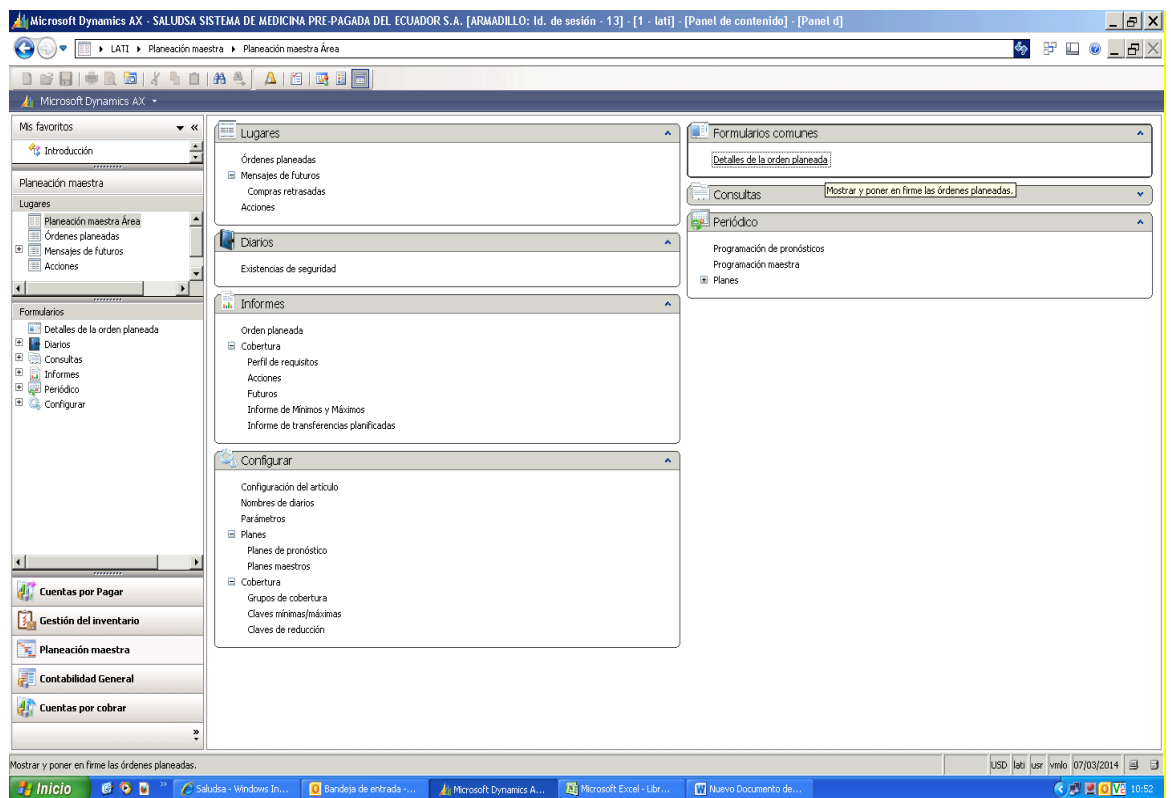 Microsoft Dynamics AX - SALUDSA SISTEMA DE MEDICINA PRE-PAGADA DEL ECUADOR S.A. [ARMADILLO: Id. de sesión - 13] - [1 - lati] - [Panel de contenido] - [Panel d]
LATI Planeación maestra Planeación maestra Área
Microsoft Dynamics AX
Mis favoritos
Introducción
Planeación maestra
Lugares
Planeación maestra Área
Órdenes planeadas
Mensajes de futuros
Acciones
Formularios
Detalles de la orden planeada
Diarios
Consultas
Informes
Periódico
Configurar
Cuentas por Pagar
Gestión del inventario
Planeación maestra
Contabilidad General
Cuentas por cobrar
Lugares
Órdenes planeadas
Mensajes de futuros
Compras retrasadas
Acciones
Diarios
Existencias de seguridad
Informes
Orden planeada
Cobertura
Perfil de requisitos
Acciones
Futuros
Informe de Mínimos y Máximos
Informe de transferencias planificadas
Configurar
Configuración del artículo
Nombres de diarios
Parámetros
Planes
Planes de pronóstico
Planes maestros
Cobertura
Grupos de cobertura
Claves mínimas/máximas
Claves de reducción
Formularios comunes
Detalles de la orden planeada
Mostrar y poner en firme las órdenes planeadas.
Consultas
Periódico
Programación de pronósticos
Programación maestra
Planes
Mostrar y poner en firme las órdenes planeadas.
USD lati usr vmlo 07/03/2014
Inicio
Saludsa - Windows In...
Bandeja de entrada -...
Microsoft Dynamics A...
Microsoft Excel - Libr...
Nuevo Documento de...
10:52